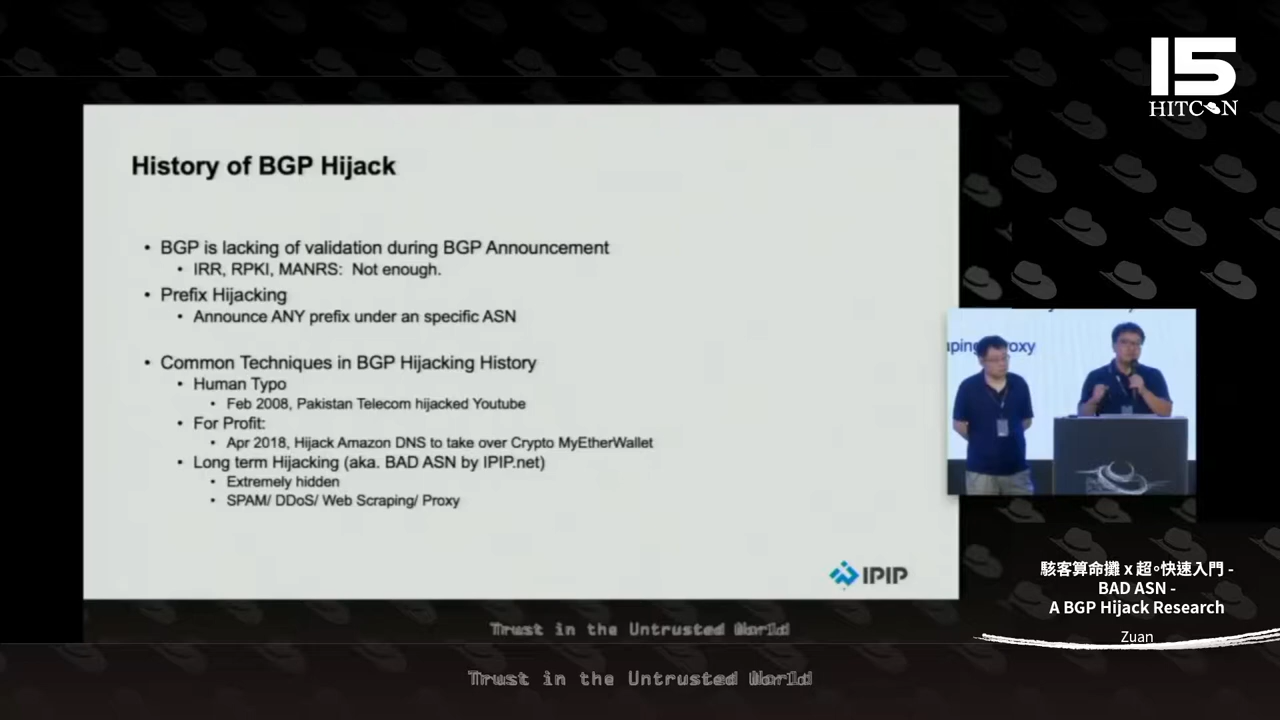 15
HITCON
History of BGP Hijack
• BGP is lacking of validation during BGP Announcement
• IRR, RPKI, MANRS: Not enough.
• Prefix Hijacking
• Announce ANY prefix under an specific ASN
• Common Techniques in BGP Hijacking History
• Human Typo
• Feb 2008, Pakistan Telecom hijacked Youtube
• For Profit:
• Apr 2018, Hijack Amazon DNS to take over Crypto MyEtherWallet
• Long term Hijacking (aka. BAD ASN by IPIP.net)
• Extremely hidden
• SPAM/ DDoS/ Web Scraping/ Proxy
IPIP
駭客算命攤 x 超◦快速入門 -
BAD ASN -
A BGP Hijack Research
Zuan
Trust in the Untrusted World
Trust in the Untrusted World